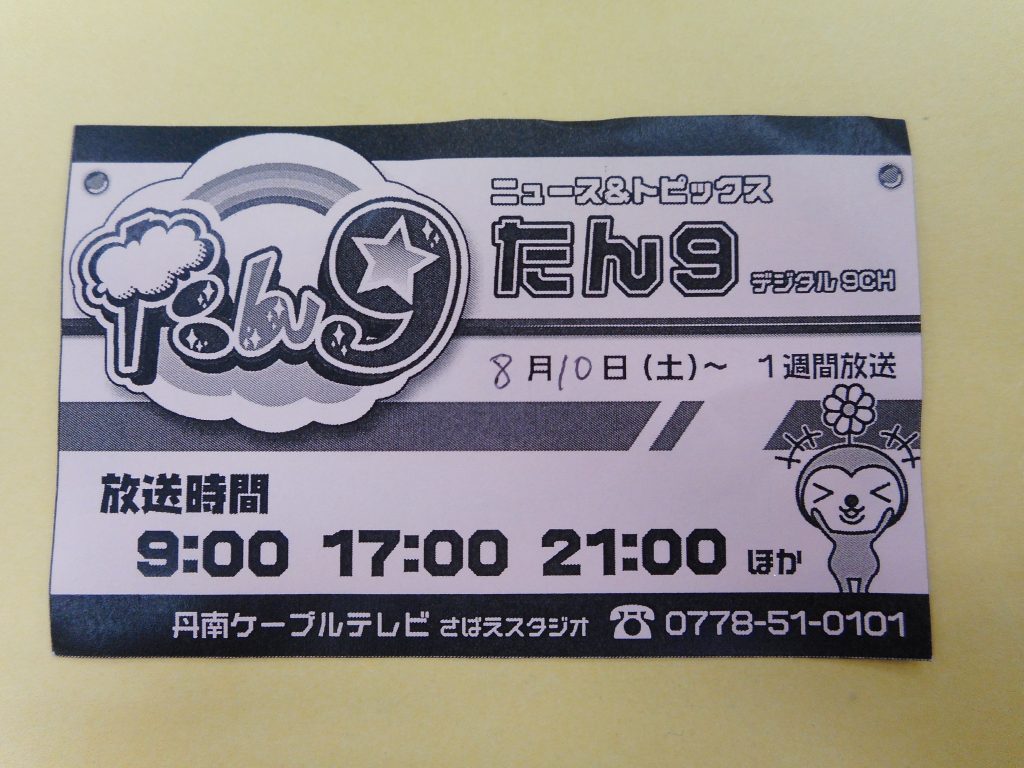 たん9
ニュース&トピックス
たん9 デジタル9CH
8月10日(土)~ 1週間放送
放送時間
9:00 17:00 21:00 ほか
丹南ケーブルテレビ さばえスタジオ ☎0778-51-0101